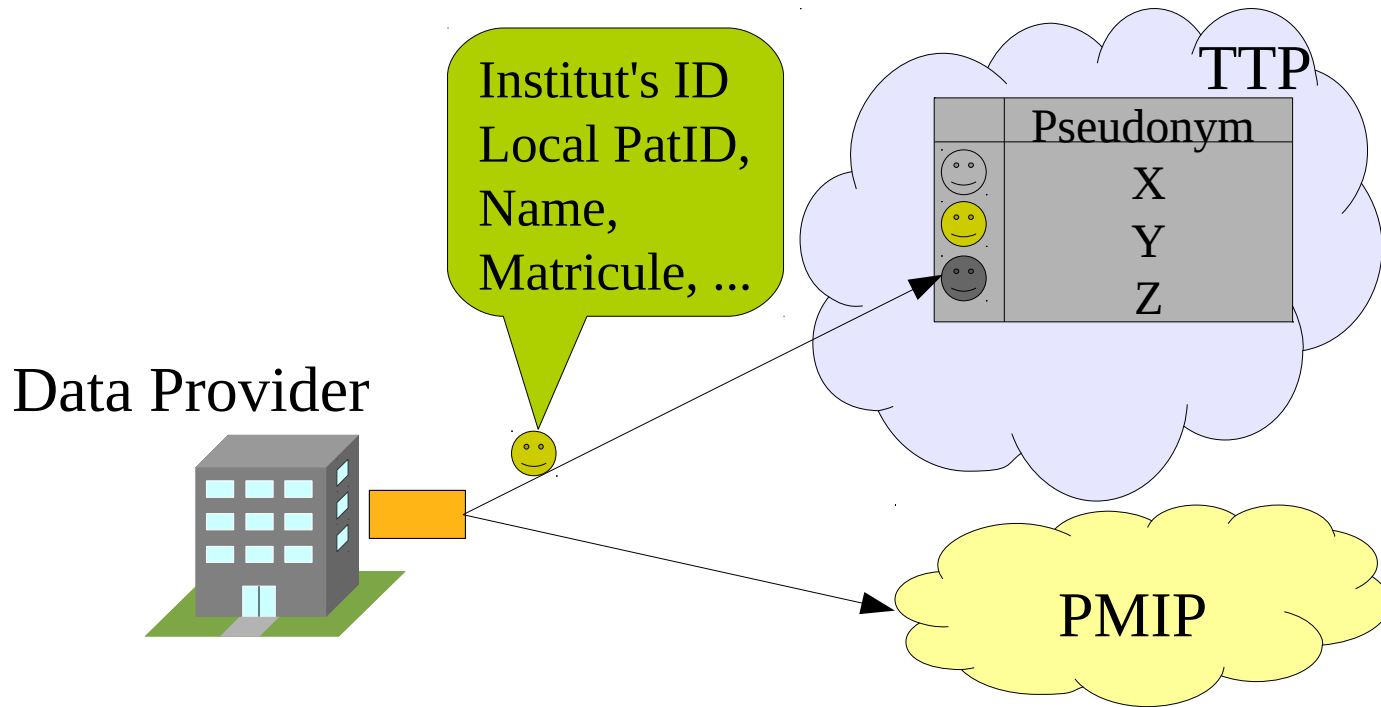 Institut's ID
Local PatID,
Name,
Matricule, ...
TTP
Pseudonym
X
Y
Z
Data Provider
PMIP